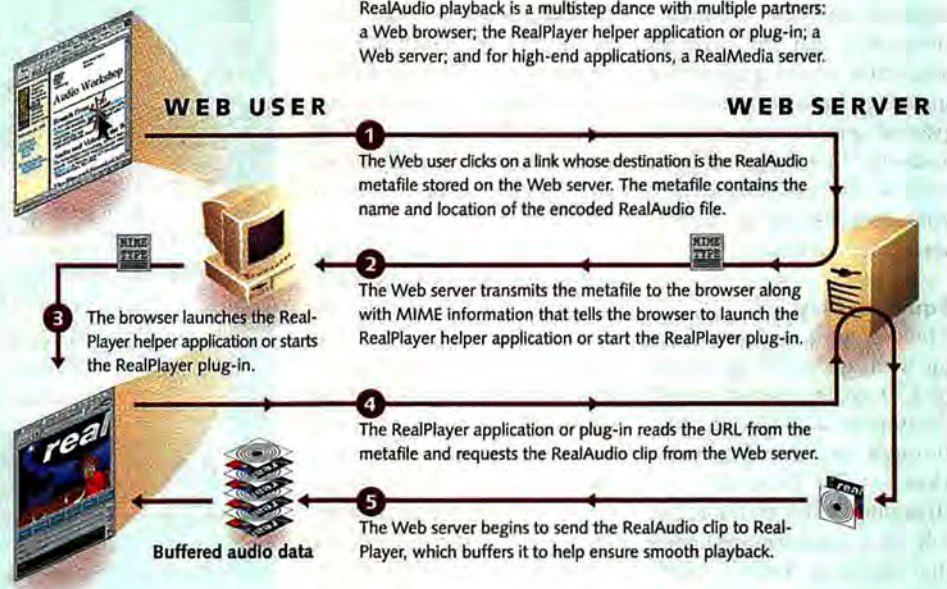 RealAudio playback is a multistep dance with multiple partners:
a Web browser; the RealPlayer helper application or plug-in; a
Web server; and for high-end applications, a RealMedia server.
WEB USER
WEB SERVER
Audio Workshop
1
The Web user clicks on a link whose destination is the RealAudio
metafile stored on the Web server. The metafile contains the
name and location of the encoded RealAudio file.
MIME
TYPE
MIME
TYPE
2
The Web server transmits the metafile to the browser along
with MIME information that tells the browser to launch the
RealPlayer helper application or start the RealPlayer plug-in.
3
The browser launches the Real-
Player helper application or starts
the RealPlayer plug-in.
4
The RealPlayer application or plug-in reads the URL from the
metafile and requests the RealAudio clip from the Web server.
real
real
5
The Web server begins to send the RealAudio clip to Real-
Player, which buffers it to help ensure smooth playback.
Buffered audio data